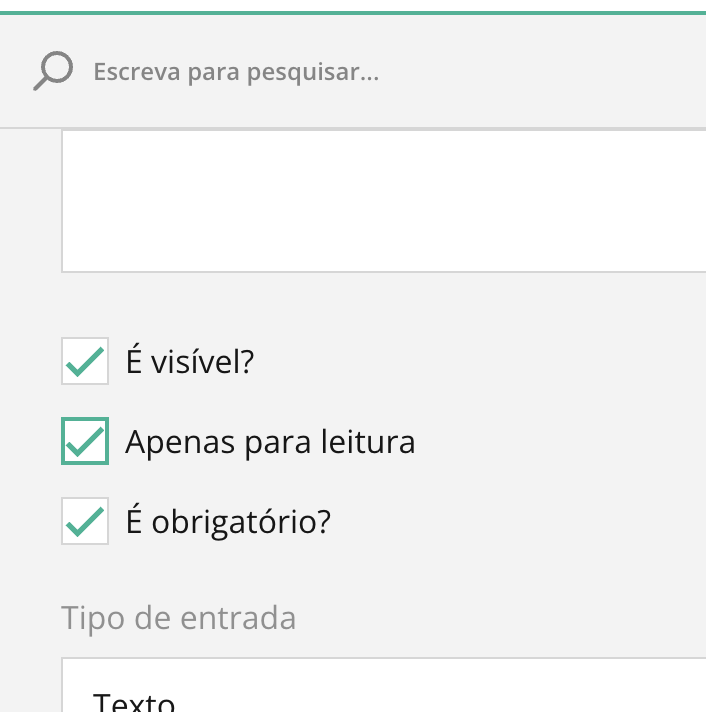 Escreva para pesquisar...
É visível?
Apenas para leitura
É obrigatório?
Tipo de entrada
Texto